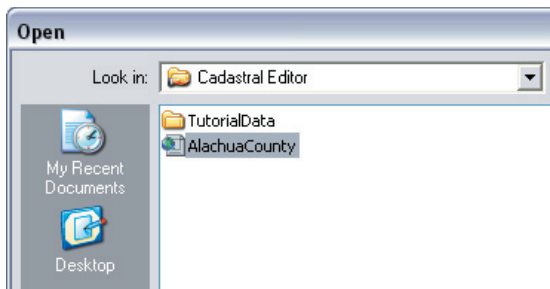 Open
Look in: Cadastral Editor
TutorialData
AlachuaCounty
My Recent
Documents
Desktop